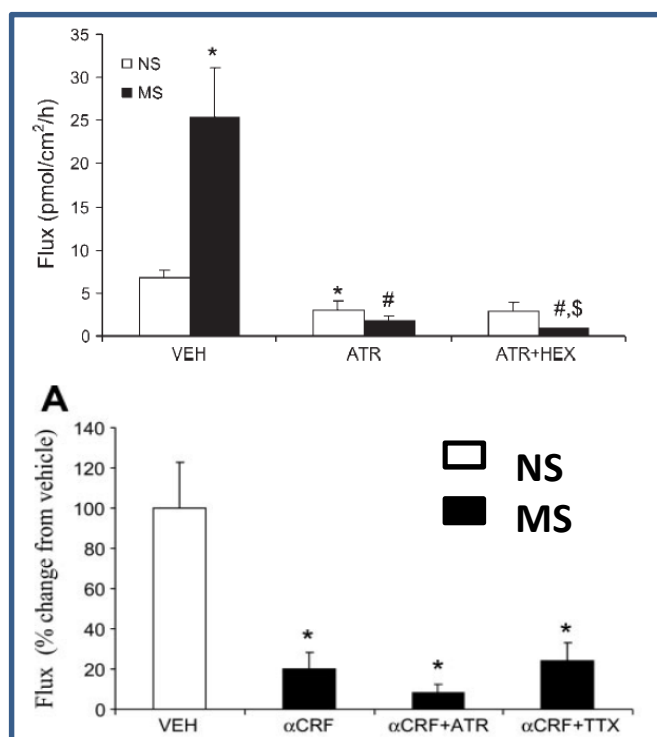 Flux (pmol/cm²/h)
35
30
25
20
15
10
5
0
NS
MS
*
*
#
#,$
VEH ATR ATR+HEX
A
Flux (% change from vehicle)
140
120
100
80
60
40
20
0
NS
MS
*
*
*
VEH αCRF αCRF+ATR αCRF+TTX